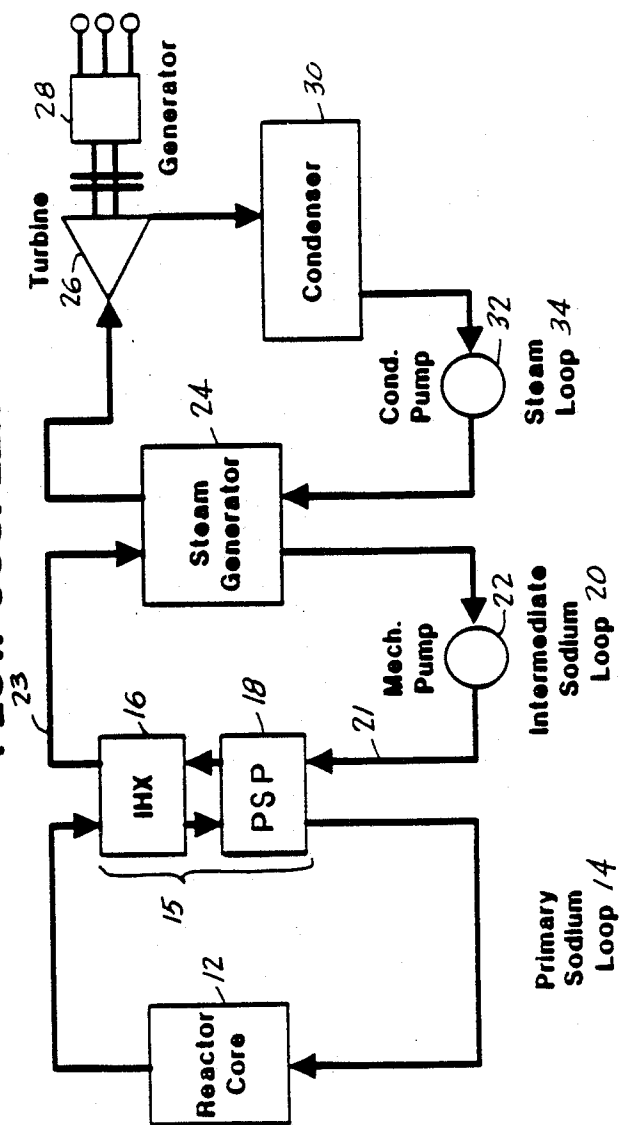 Turbine
26
28
Generator
30
Condenser
Cond.
Pump
32
Steam
Loop 34
23
24
Steam
Generator
Mech.
Pump
22
Intermediate
Sodium
Loop 20
16
IHX
18
PSP
21
15
12
Reactor
Core
Primary
Sodium
Loop 14